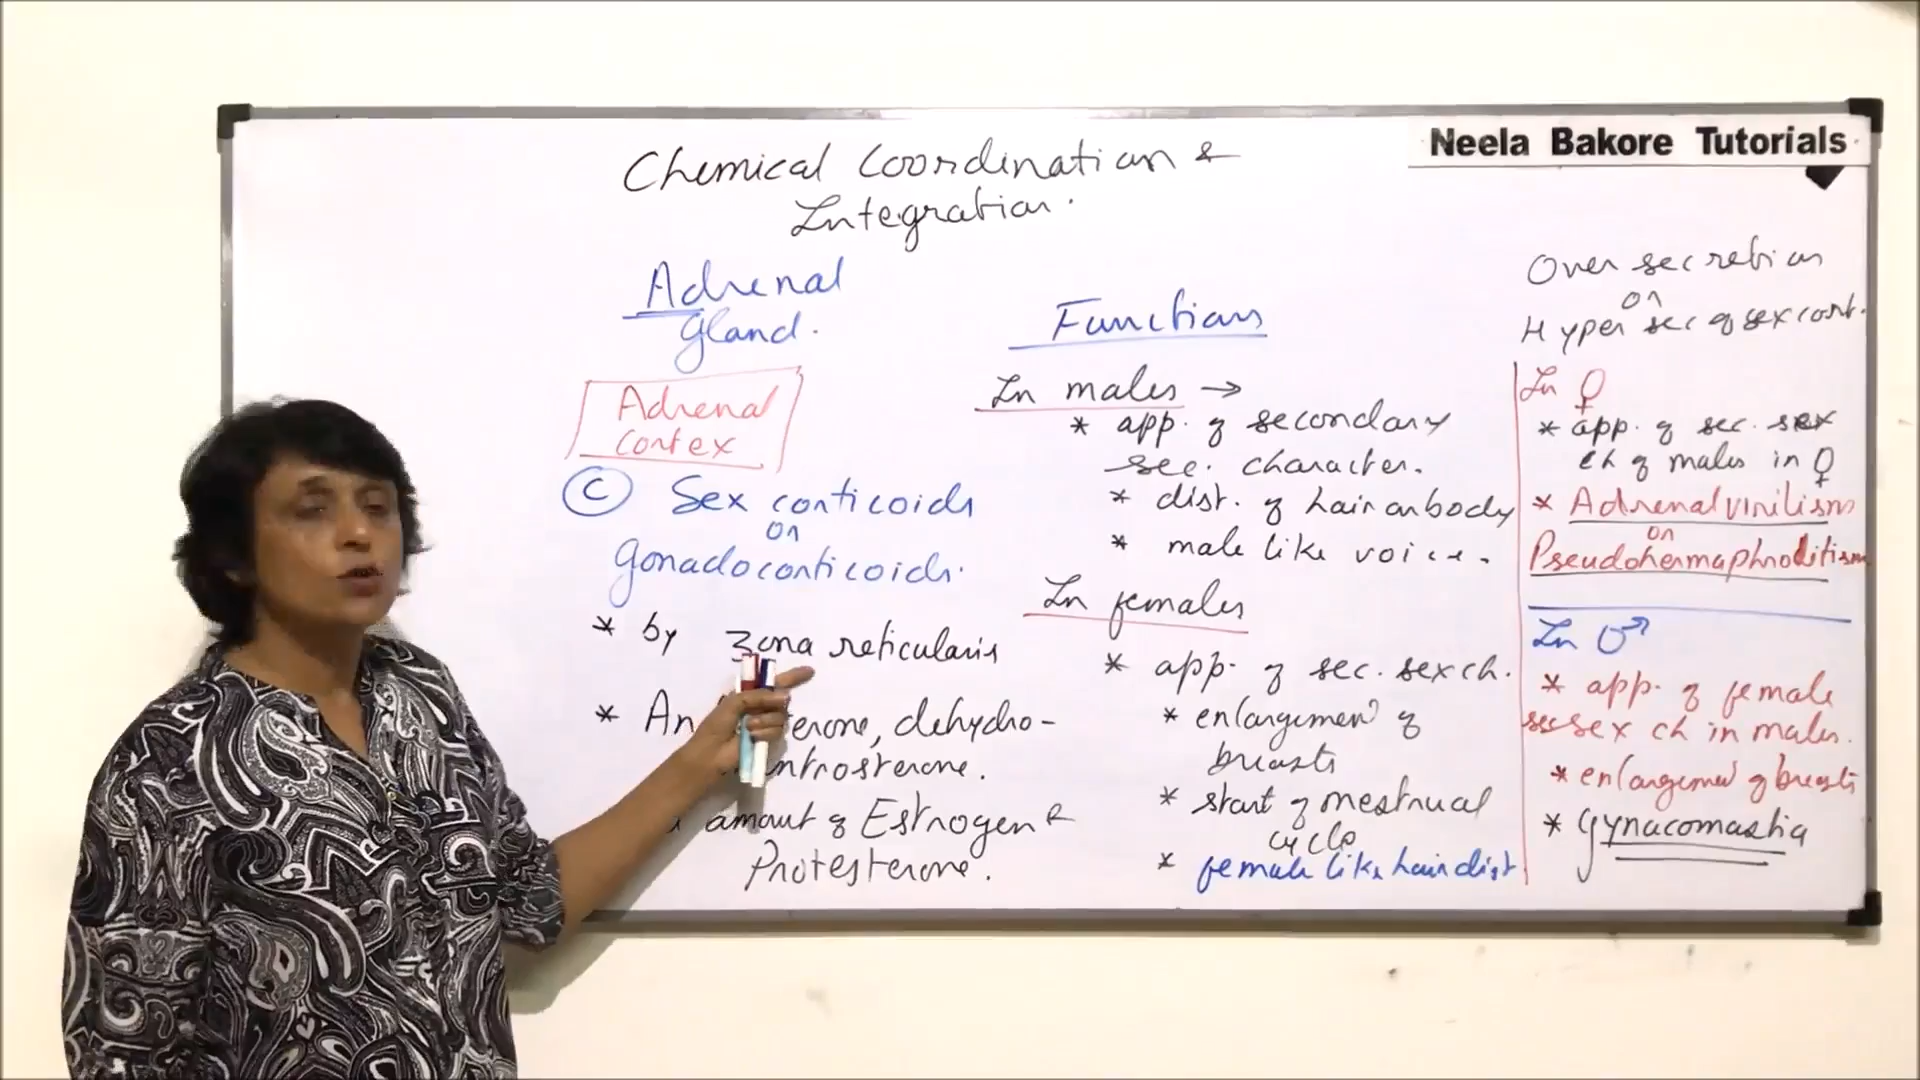 Neela Bakore Tutorials
Chemical Coordination &
Integration.
Adrenal
gland.
Adrenal
cortex
C Sex corticoids
or
Gonadocorticoids.
* by zona reticularis
* An erone, dehydro-
ntrosterone.
amout of Estrogen &
Protesterone.
Functions
In males →
* app. of secondary
sec. character.
* dist. of hair on body
* male like voice.
In females
* app. of sec. sex ch.
* enlargement of
breasts
* start of mestrual
cycle
* female like hair dist
Over secretion
or
Hyper sec of sex cort.
In ♀
* app. of sec. sex
ch of males in ♀
* Adrenal virilism
or
Pseudohermaphroditism
In ♂
* app. of female
sec sex ch in males.
* enlargement of breasts
* Gynacomastia